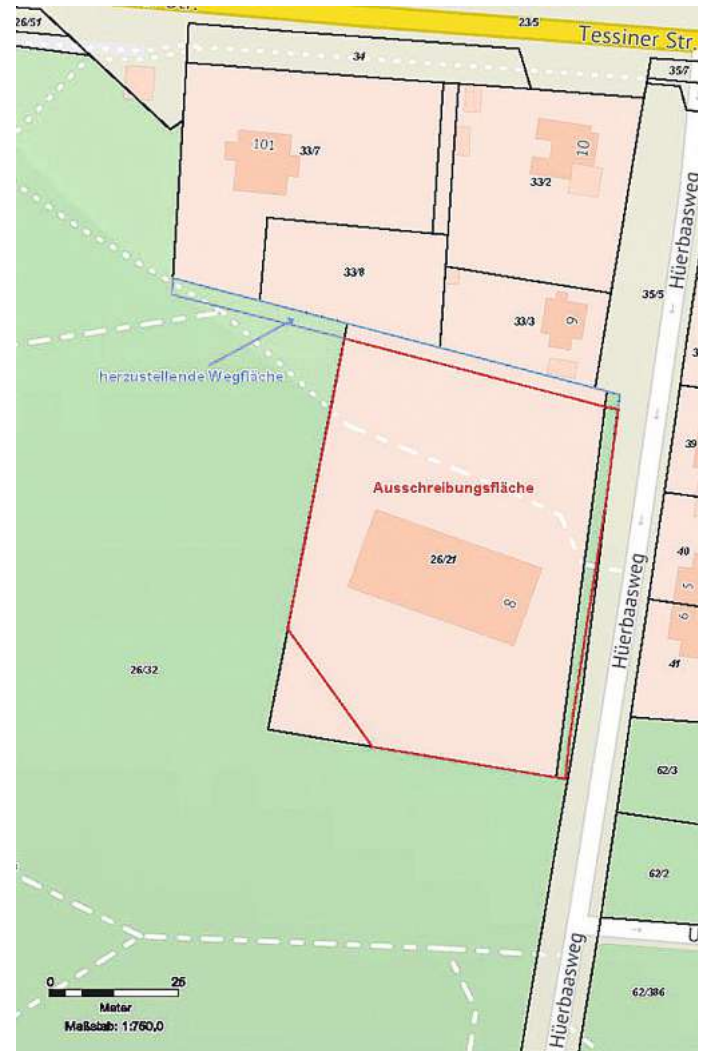 Str.
26/51
23/5
Tessiner Str.
34
35/7
101
33/7
10
33/2
Hüerbaasweg
33/8
35/5
33/3
9
herzustellende Wegfläche
39
Ausschreibungsfläche
40
5
26/21
8
6
Hüerbaasweg
41
26/32
62/3
62/2
U
Hüerbaasweg
62/386
0 25
Meter
Maßstab: 1:750,0